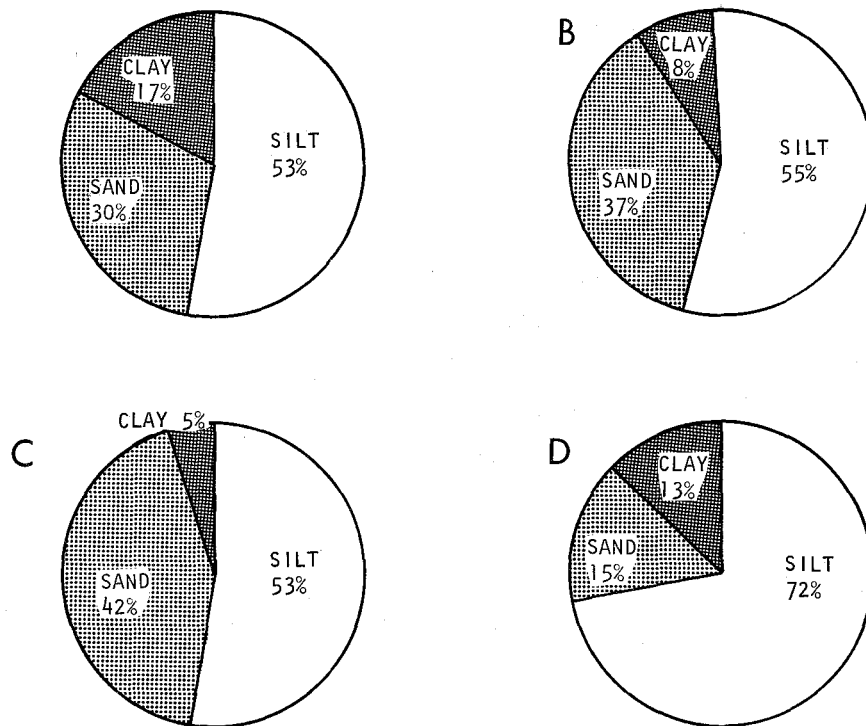 CLAY
17%
SILT
53%
SAND
30%
B
CLAY
8%
SILT
55%
SAND
37%
C
CLAY 5%
SILT
53%
SAND
42%
D
CLAY
13%
SAND
15%
SILT
72%